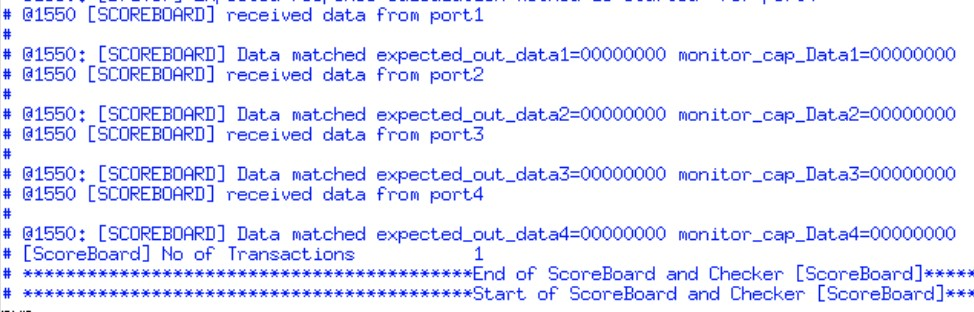 # @1550 [SCOREBOARD] received data from port1
#
# @1550: [SCOREBOARD] Data matched expected_out_data1=00000000 monitor_cap_Data1=00000000
# @1550 [SCOREBOARD] received data from port2
#
# @1550: [SCOREBOARD] Data matched expected_out_data2=00000000 monitor_cap_Data2=00000000
# @1550 [SCOREBOARD] received data from port3
#
# @1550: [SCOREBOARD] Data matched expected_out_data3=00000000 monitor_cap_Data3=00000000
# @1550 [SCOREBOARD] received data from port4
#
# @1550: [SCOREBOARD] Data matched expected_out_data4=00000000 monitor_cap_Data4=00000000
# [ScoreBoard] No of Transactions 1
# ******************************************End of ScoreBoard and Checker [ScoreBoard]*****
# ******************************************Start of ScoreBoard and Checker [ScoreBoard]***